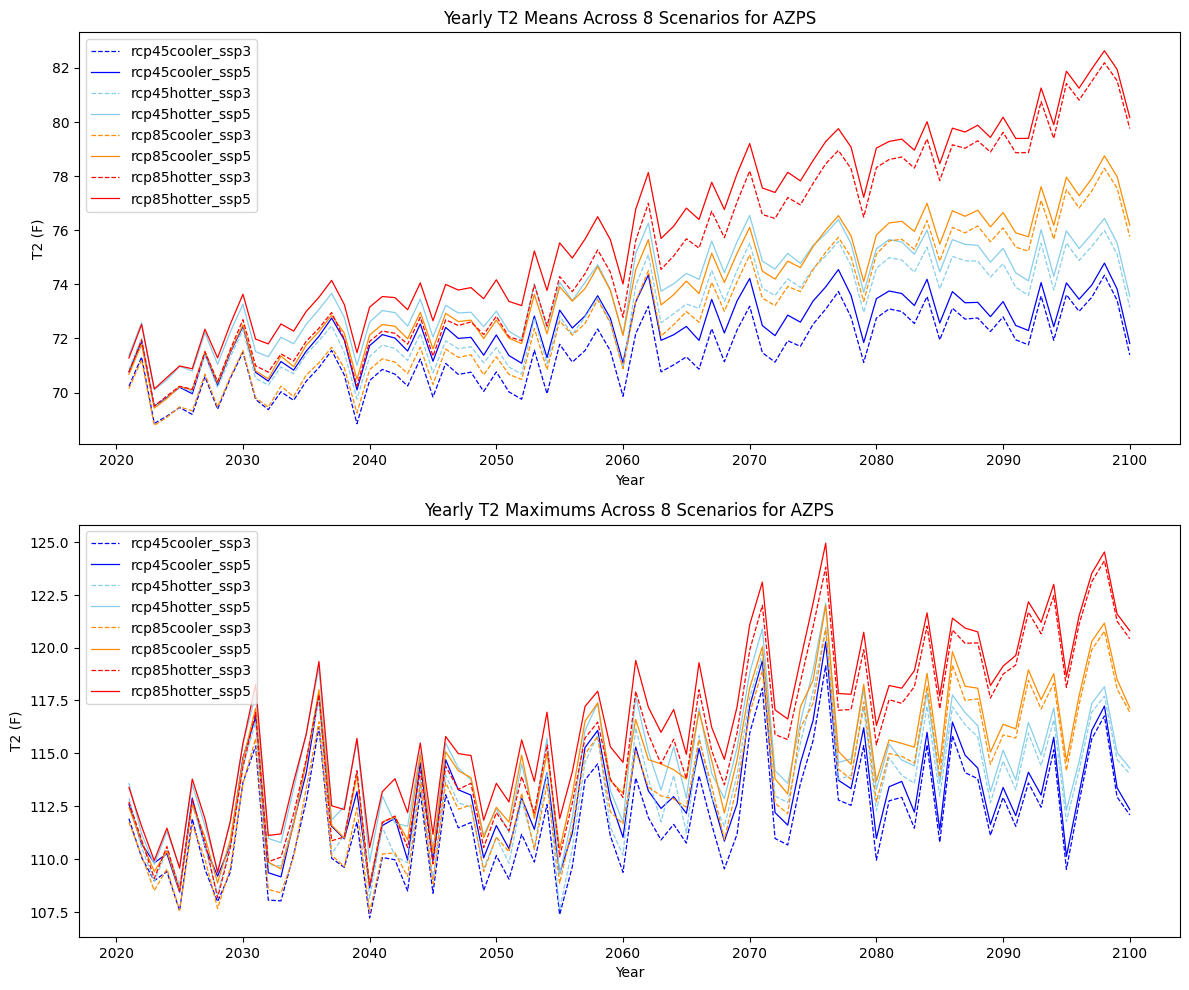 Yearly T2 Means Across 8 Scenarios for AZPS
rcp45cooler_ssp3
rcp45cooler_ssp5
rcp45hotter_ssp3
rcp45hotter_ssp5
rcp85cooler_ssp3
rcp85cooler_ssp5
rcp85hotter_ssp3
rcp85hotter_ssp5
T2 (F)
82
80
78
76
74
72
70
2020 2030 2040 2050 2060 2070 2080 2090 2100
Year
Yearly T2 Maximums Across 8 Scenarios for AZPS
rcp45cooler_ssp3
rcp45cooler_ssp5
rcp45hotter_ssp3
rcp45hotter_ssp5
rcp85cooler_ssp3
rcp85cooler_ssp5
rcp85hotter_ssp3
rcp85hotter_ssp5
T2 (F)
125.0
122.5
120.0
117.5
115.0
112.5
110.0
107.5
2020 2030 2040 2050 2060 2070 2080 2090 2100
Year